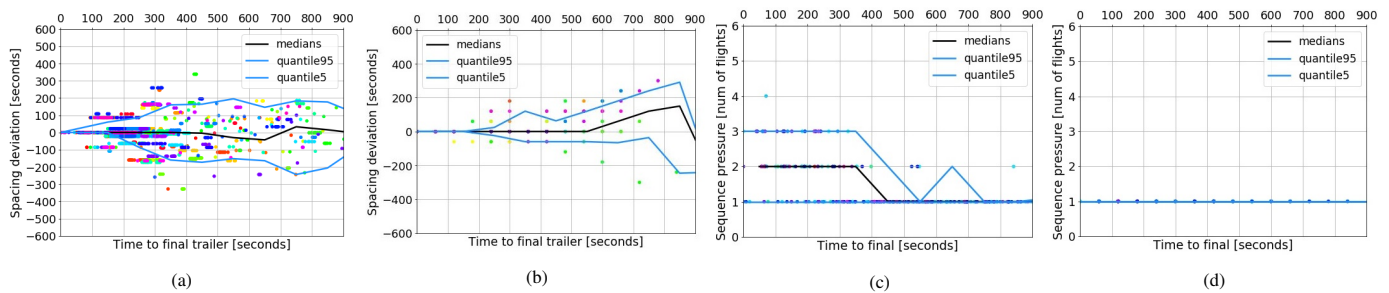 0 100 200 300 400 500 600 700 800 900
600
500
400
300
200
100
0
−100
−200
−300
−400
−500
−600
Spacing deviation [seconds]
medians
quantile95
quantile5
Time to final trailer [seconds]
(a)
0 100 200 300 400 500 600 700 800 900
600
400
200
0
−200
−400
−600
Spacing deviation [seconds]
medians
quantile95
quantile5
Time to final trailer [seconds]
(b)
0 100 200 300 400 500 600 700 800 900
6
5
4
3
2
1
0
Sequence pressure [num of flights]
medians
quantile95
quantile5
Time to final [seconds]
(c)
0 100 200 300 400 500 600 700 800 900
6
5
4
3
2
1
0
Sequence pressure [num of flights]
medians
quantile95
quantile5
Time to final [seconds]
(d)